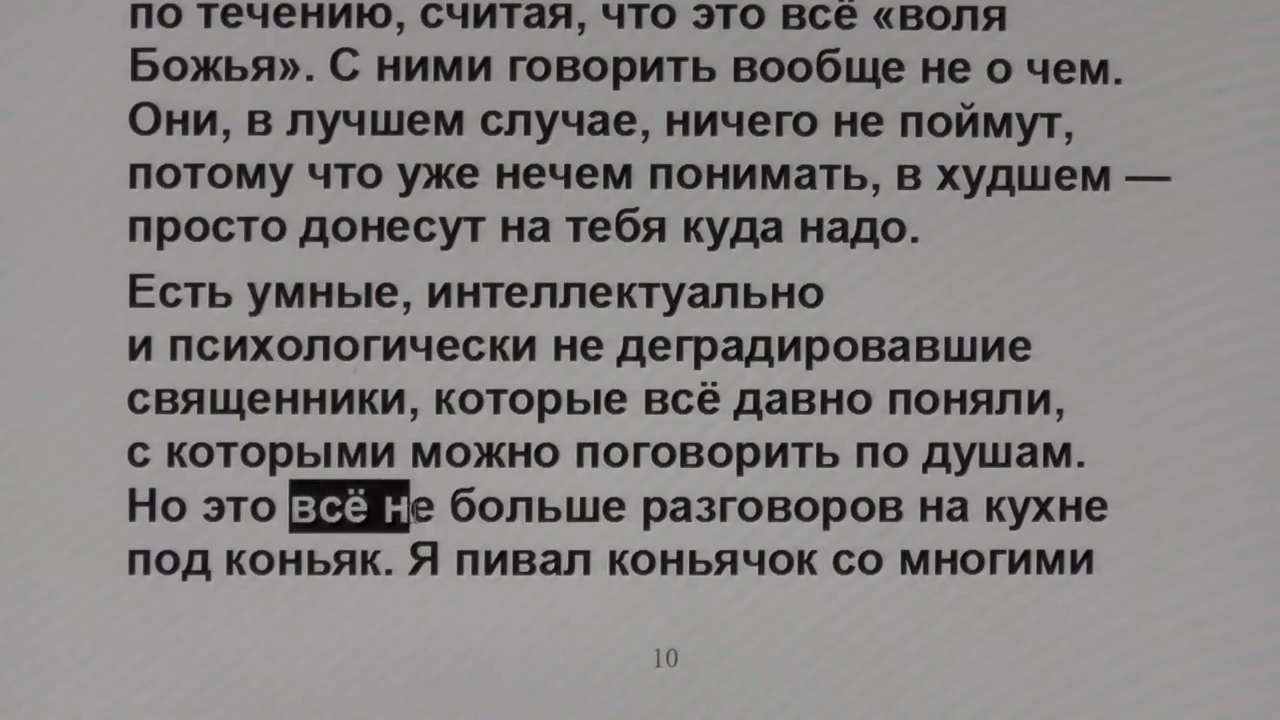 по течению, считая, что это всё «воля
Божья». С ними говорить вообще не о чем.
Они, в лучшем случае, ничего не поймут,
потому что уже нечем понимать, в худшем —
просто донесут на тебя куда надо.
Есть умные, интеллектуально
и психологически не деградировавшие
священники, которые всё давно поняли,
с которыми можно поговорить по душам.
Но это всё не больше разговоров на кухне
под коньяк. Я пивал коньячок со многими
10